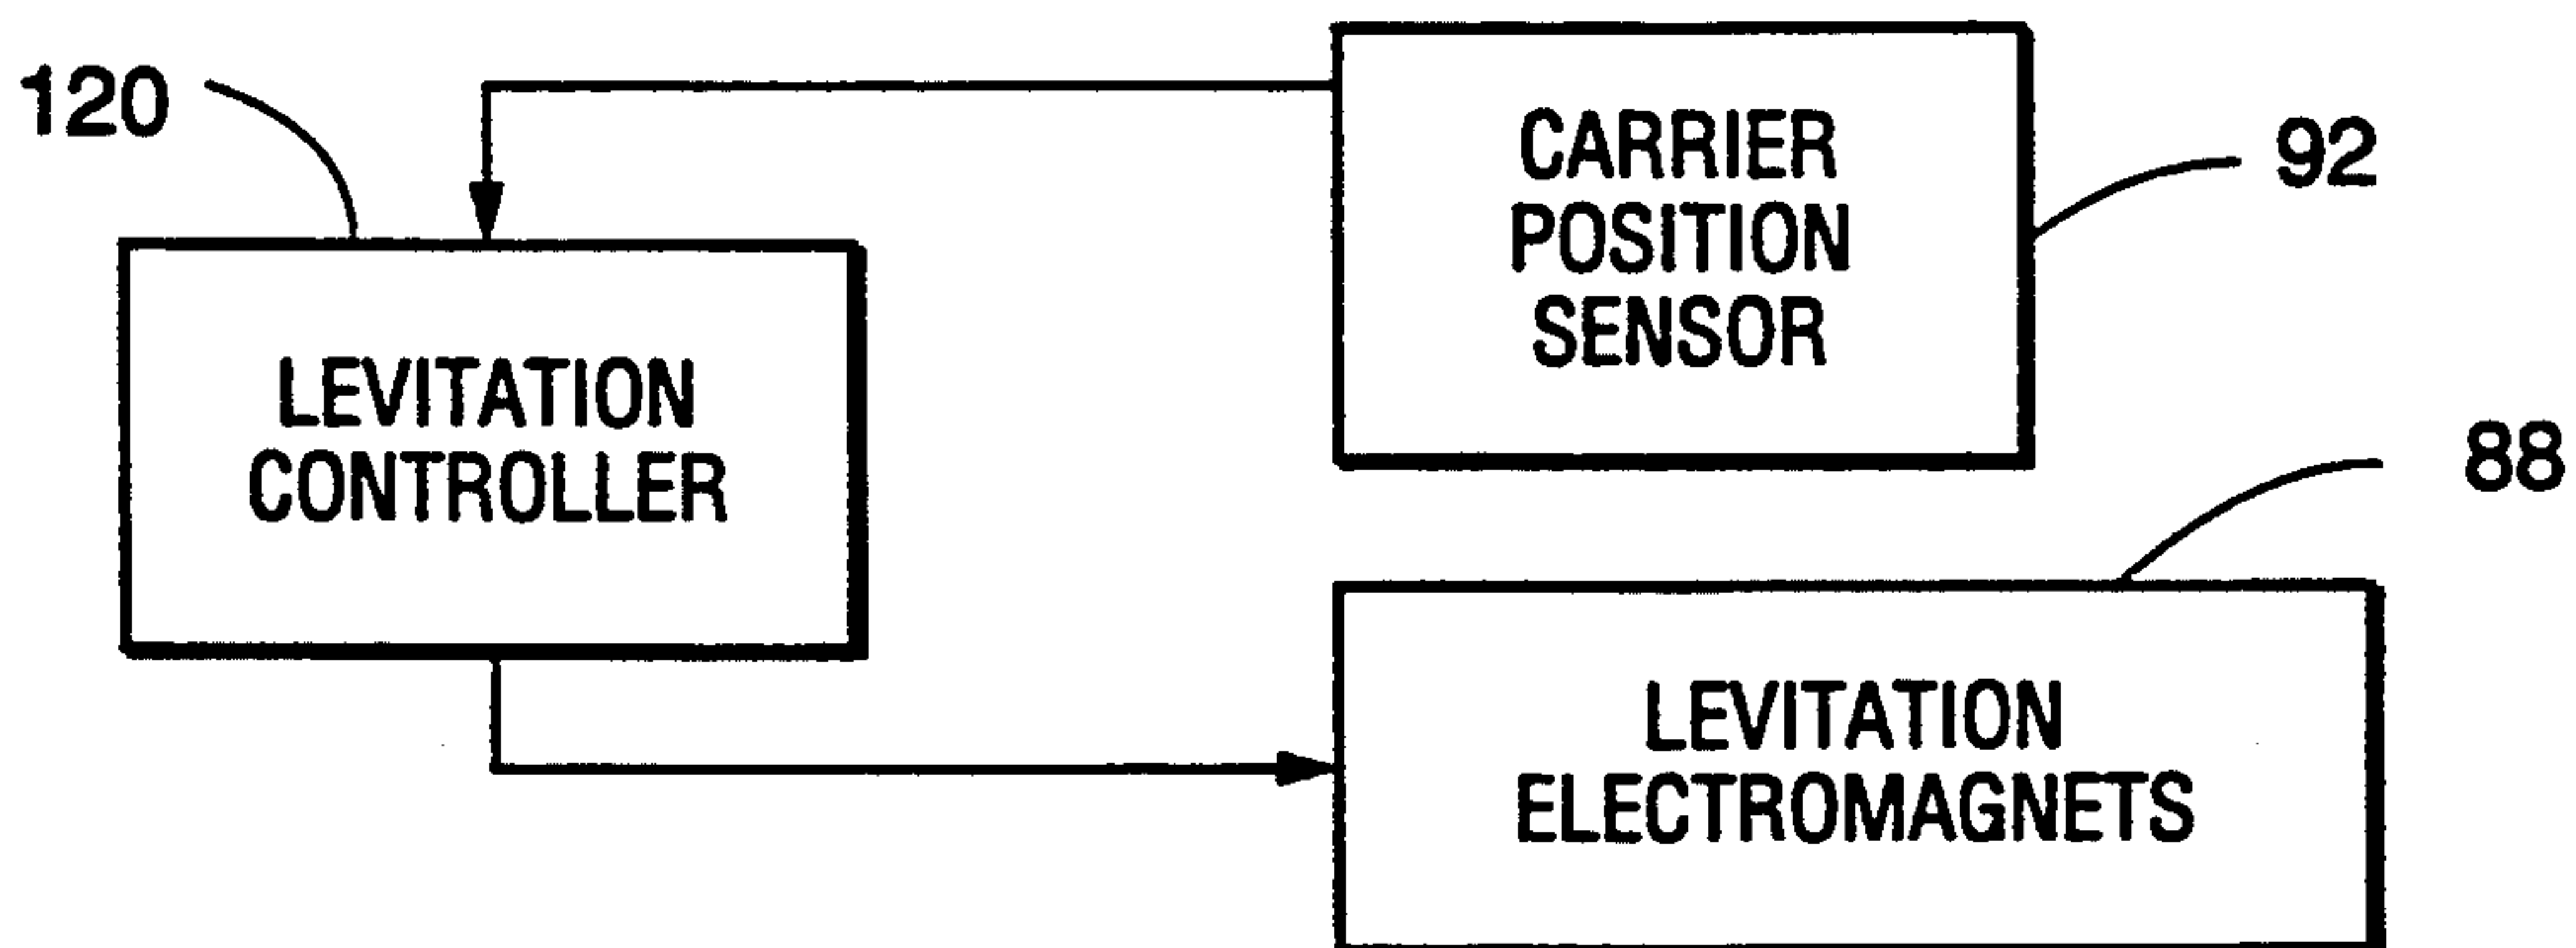 120
CARRIER
POSITION
SENSOR
92
LEVITATION
CONTROLLER
88
LEVITATION
ELECTROMAGNETS